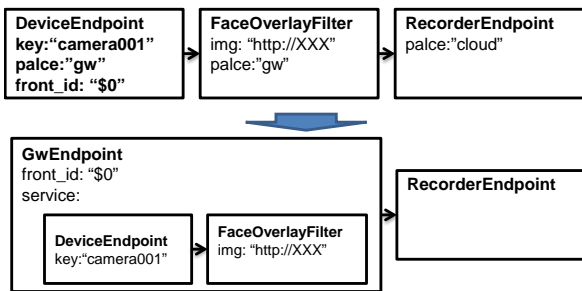 DeviceEndpoint
key:“camera001”
palce:”gw”
front_id: “$0”
FaceOverlayFilter
img: “http://XXX”
palce:”gw”
RecorderEndpoint
palce:”cloud”
GwEndpoint
front_id: “$0”
service:
DeviceEndpoint
key:“camera001”
FaceOverlayFilter
img: “http://XXX”
RecorderEndpoint